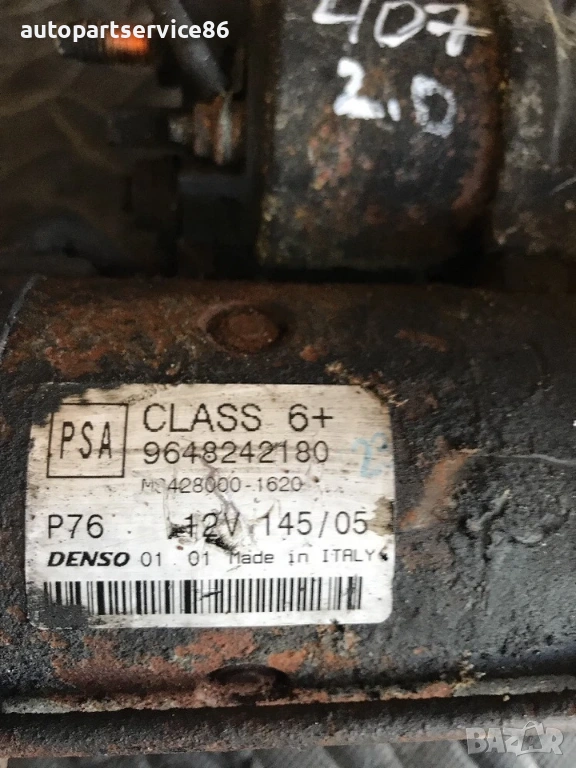 autopartservice86
407
2.0
PSA
CLASS 6+
9648242180
428000-1620
P76 12V 145/05
DENSO 01 01 Made in ITALY
BAZAR